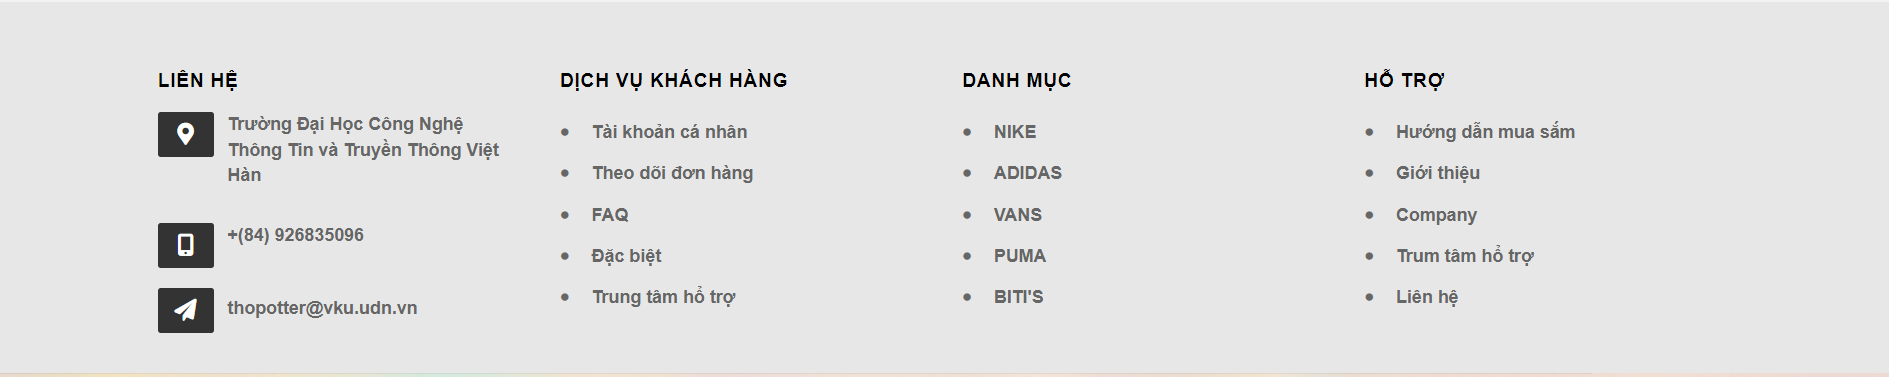 LIÊN HỆ
Trường Đại Học Công Nghệ
Thông Tin và Truyền Thông Việt
Hàn
+(84) 926835096
thopotter@vku.udn.vn
DỊCH VỤ KHÁCH HÀNG
Tài khoản cá nhân
Theo dõi đơn hàng
FAQ
Đặc biệt
Trung tâm hổ trợ
DANH MỤC
NIKE
ADIDAS
VANS
PUMA
BITI'S
HỖ TRỢ
Hướng dẫn mua sắm
Giới thiệu
Company
Trum tâm hổ trợ
Liên hệ